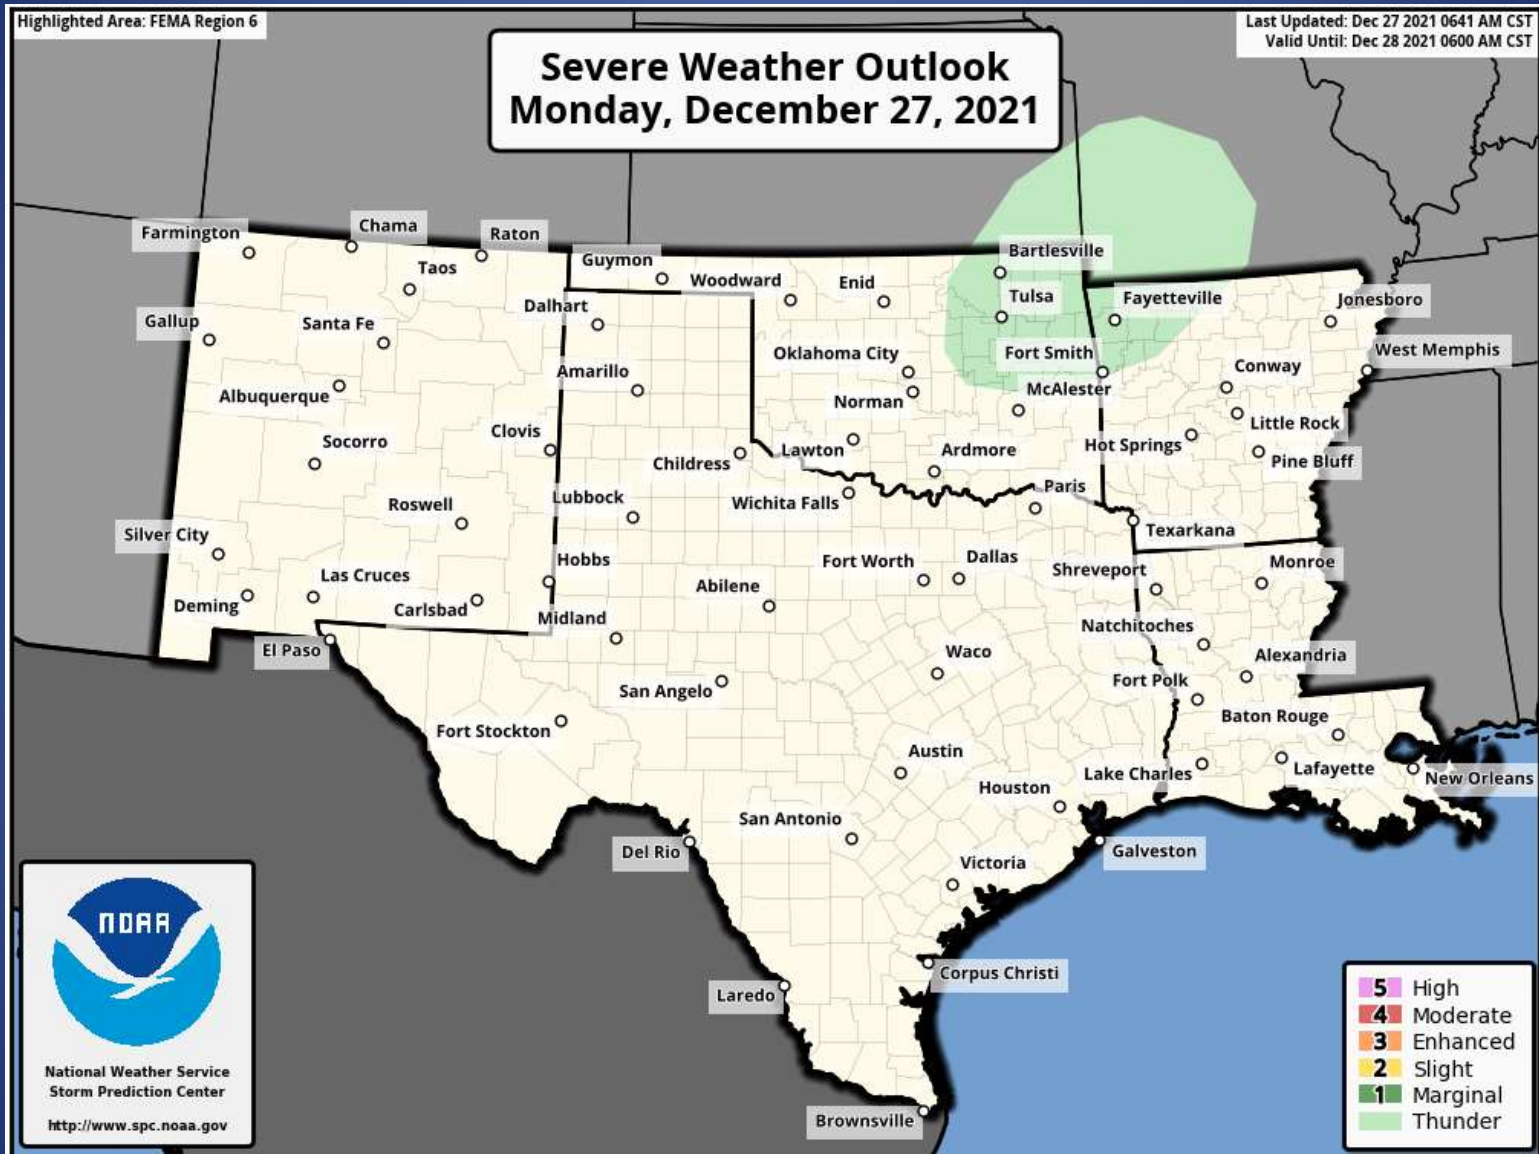 Highlighted Area: FEMA Region 6
Last Updated: Dec 27 2021 0641 AM CST
Valid Until: Dec 28 2021 0600 AM CST
Severe Weather Outlook
Monday, December 27, 2021
Farmington
Chama
Raton
Taos
Guymon
Woodward
Enid
Bartlesville
Tulsa
Fayetteville
Jonesboro
Gallup
Santa Fe
Dalhart
Oklahoma City
Fort Smith
West Memphis
Albuquerque
Amarillo
Norman
McAlester
Conway
Little Rock
Socorro
Clovis
Childress
Lawton
Ardmore
Hot Springs
Pine Bluff
Roswell
Lubbock
Wichita Falls
Paris
Texarkana
Silver City
Las Cruces
Hobbs
Abilene
Fort Worth
Dallas
Shreveport
Monroe
Deming
Carlsbad
Midland
Natchitoches
El Paso
San Angelo
Waco
Fort Polk
Alexandria
Fort Stockton
Austin
Baton Rouge
Houston
Lake Charles
Lafayette
New Orleans
San Antonio
Del Rio
Victoria
Galveston
Laredo
Corpus Christi
Brownsville
NOAA
National Weather Service
Storm Prediction Center
http://www.spc.noaa.gov
5 High
4 Moderate
3 Enhanced
2 Slight
1 Marginal
Thunder